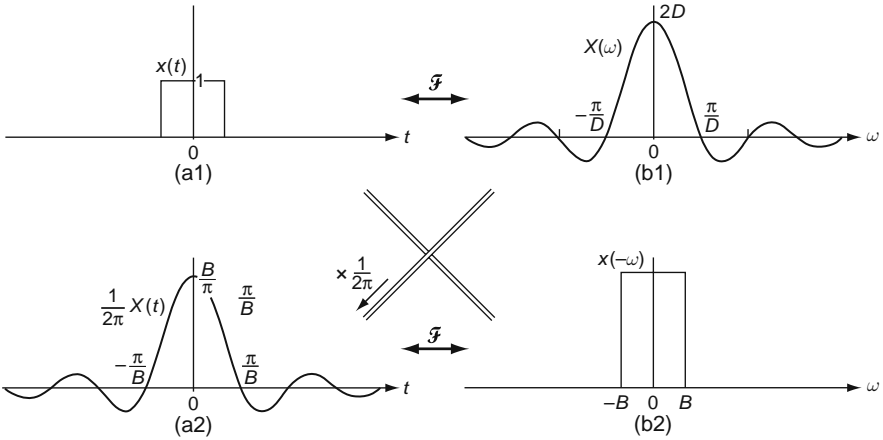 x(t)
1
0
t
(a1)
𝓕
2D
X(ω)
−π/D
π/D
0
ω
(b1)
× 1/2π
1/2π X(t)
B/π
π/B
−π/B
π/B
0
t
(a2)
𝓕
x(−ω)
−B 0 B
ω
(b2)